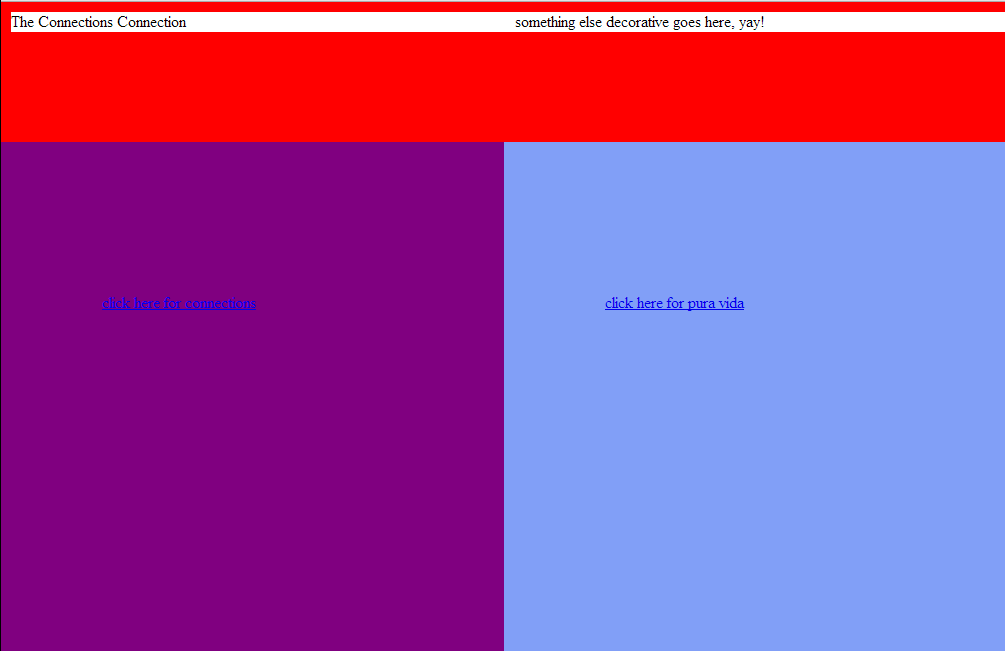 The Connections Connection
something else decorative goes here, yay!
click here for connections
click here for pura vida